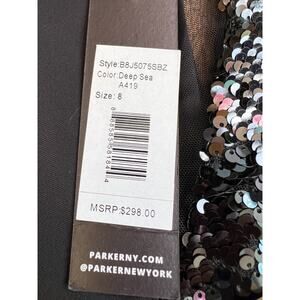 Style:B8J5075SBZ
Color:Deep Sea
A419
Size: 8
MSRP:$298.00
PARKERNY.COM
@PARKERNEWYORK